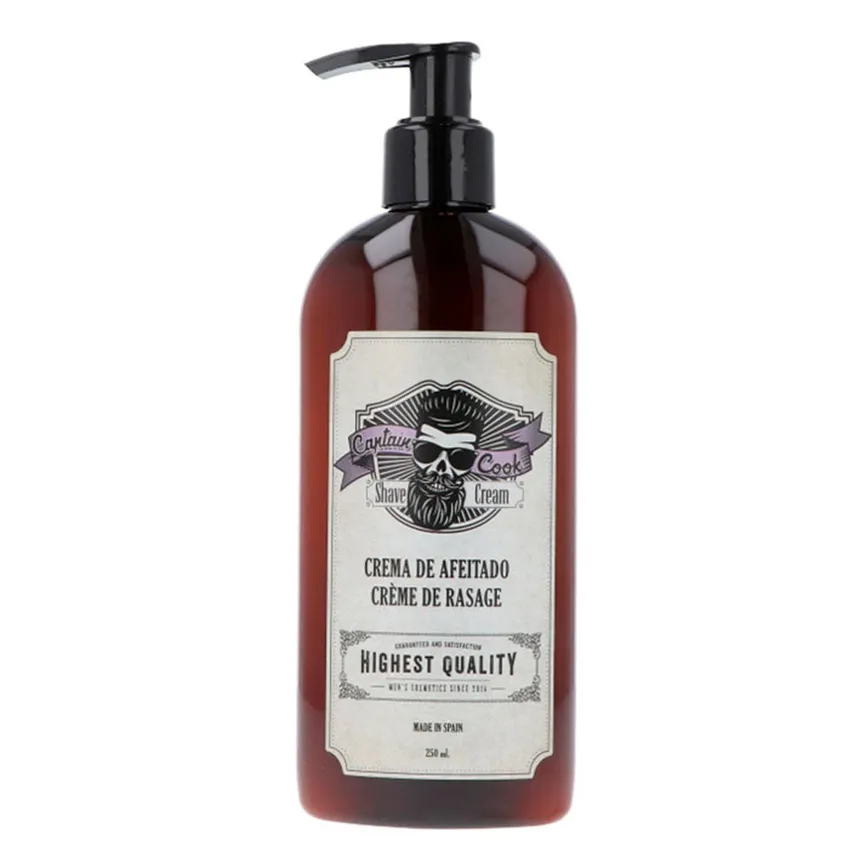 Captain
Cook
Shave Cream
CREMA DE AFEITADO
CRÈME DE RASAGE
GUARANTEED AND SATISFACTION
HIGHEST QUALITY
MEN'S COSMETICS SINCE 2014
MADE IN SPAIN
250 ml.